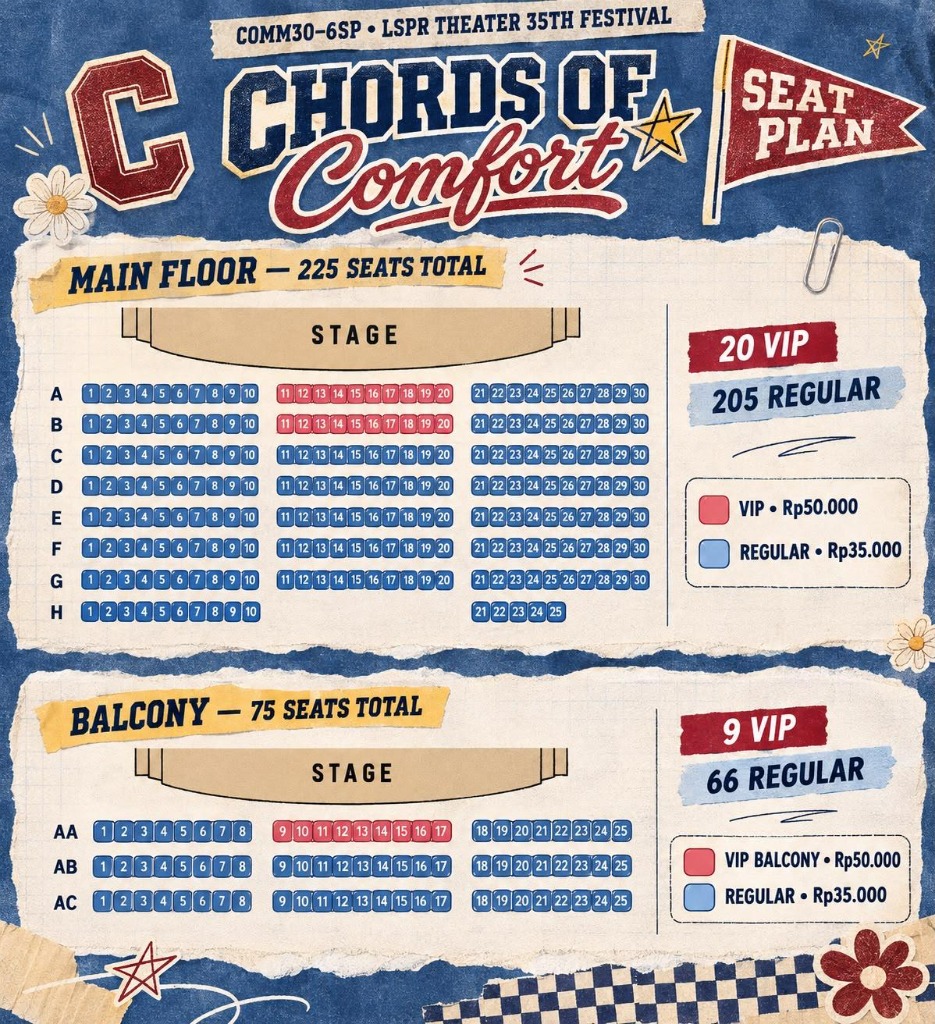 COMM30-6SP • LSPR THEATER 35TH FESTIVAL
C
CHORDS OF
Comfort
SEAT
PLAN
MAIN FLOOR — 225 SEATS TOTAL
STAGE
A 1 2 3 4 5 6 7 8 9 10 11 12 13 14 15 16 17 18 19 20 21 22 23 24 25 26 27 28 29 30
B 1 2 3 4 5 6 7 8 9 10 11 12 13 14 15 16 17 18 19 20 21 22 23 24 25 26 27 28 29 30
C 1 2 3 4 5 6 7 8 9 10 11 12 13 14 15 16 17 18 19 20 21 22 23 24 25 26 27 28 29 30
D 1 2 3 4 5 6 7 8 9 10 11 12 13 14 15 16 17 18 19 20 21 22 23 24 25 26 27 28 29 30
E 1 2 3 4 5 6 7 8 9 10 11 12 13 14 15 16 17 18 19 20 21 22 23 24 25 26 27 28 29 30
F 1 2 3 4 5 6 7 8 9 10 11 12 13 14 15 16 17 18 19 20 21 22 23 24 25 26 27 28 29 30
G 1 2 3 4 5 6 7 8 9 10 11 12 13 14 15 16 17 18 19 20 21 22 23 24 25 26 27 28 29 30
H 1 2 3 4 5 6 7 8 9 10 21 22 23 24 25
20 VIP
205 REGULAR
VIP • Rp50.000
REGULAR • Rp35.000
BALCONY — 75 SEATS TOTAL
STAGE
AA 1 2 3 4 5 6 7 8 9 10 11 12 13 14 15 16 17 18 19 20 21 22 23 24 25
AB 1 2 3 4 5 6 7 8 9 10 11 12 13 14 15 16 17 18 19 20 21 22 23 24 25
AC 1 2 3 4 5 6 7 8 9 10 11 12 13 14 15 16 17 18 19 20 21 22 23 24 25
9 VIP
66 REGULAR
VIP BALCONY • Rp50.000
REGULAR • Rp35.000